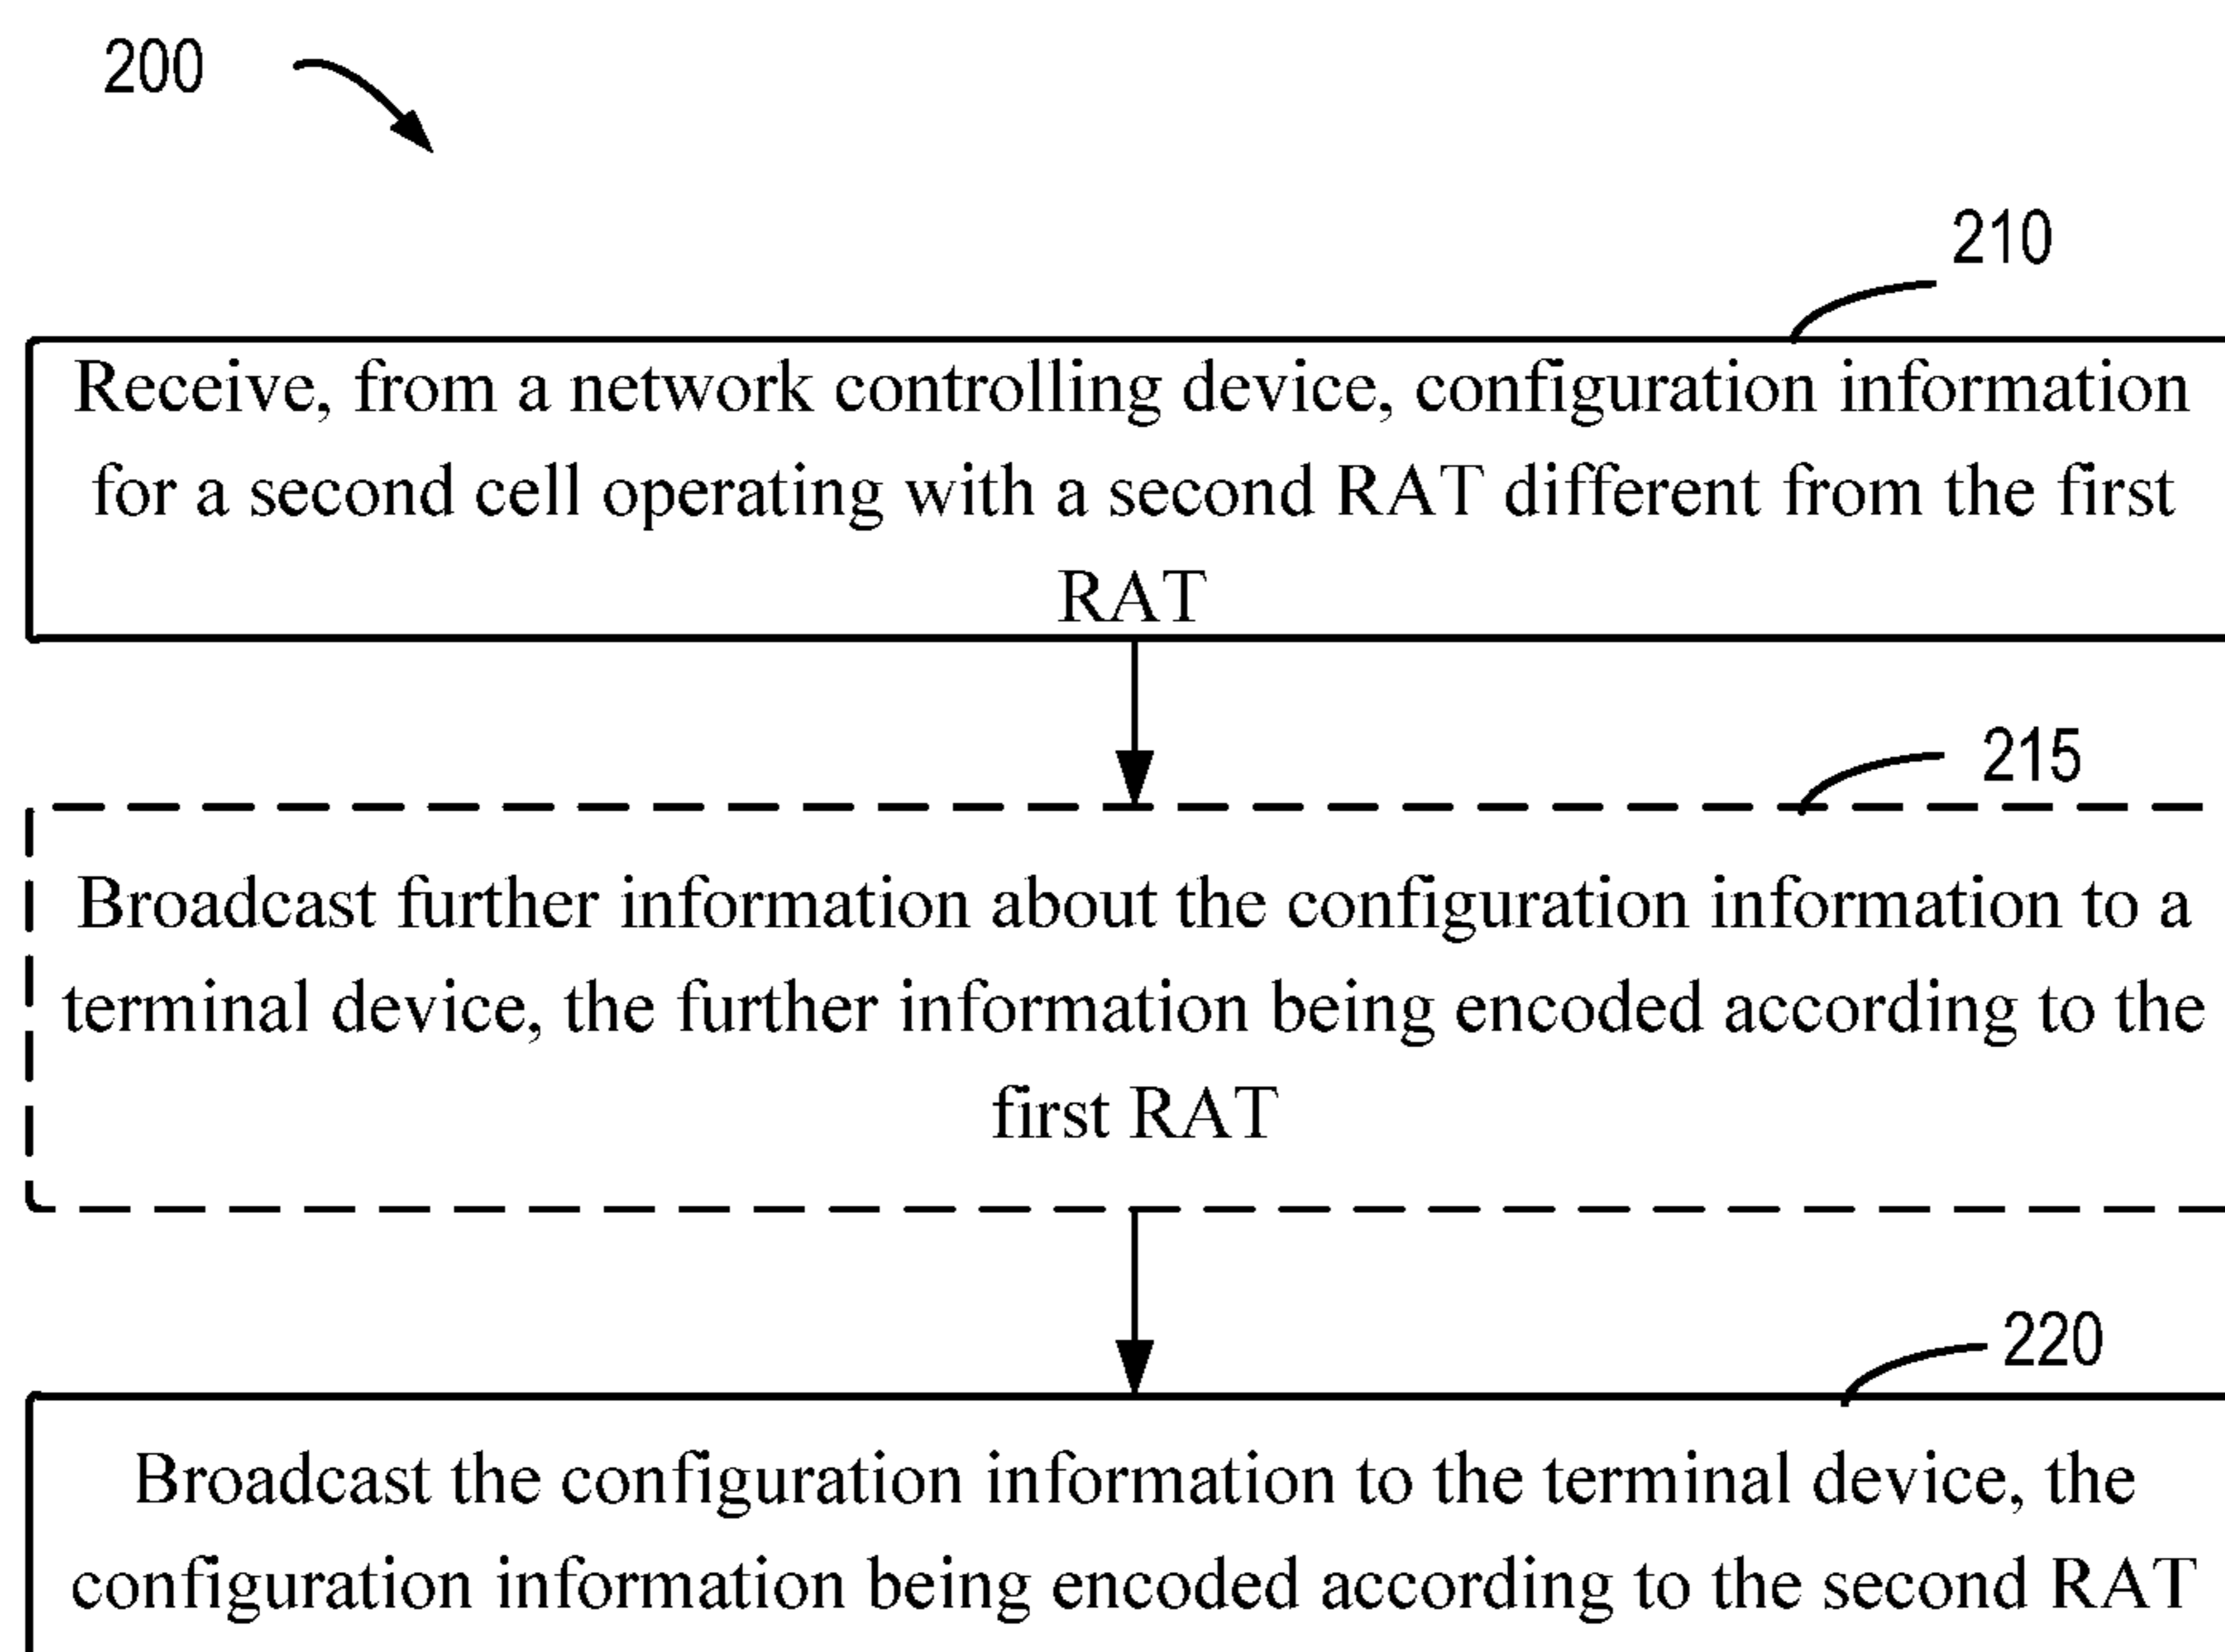 200
210
Receive, from a network controlling device, configuration information
for a second cell operating with a second RAT different from the first
RAT
215
Broadcast further information about the configuration information to a
terminal device, the further information being encoded according to the
first RAT
220
Broadcast the configuration information to the terminal device, the
configuration information being encoded according to the second RAT